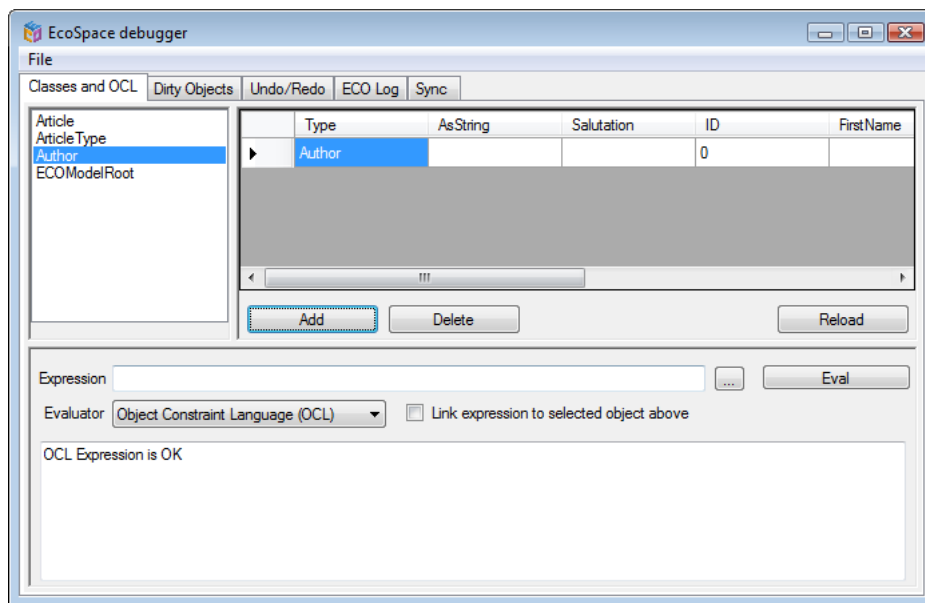 EcoSpace debugger
File
Classes and OCL Dirty Objects Undo/Redo ECO Log Sync
Article
ArticleType
Author
ECOModelRoot
Type AsString Salutation ID FirstName
Author 0
Add Delete Reload
Expression ... Eval
Evaluator Object Constraint Language (OCL) Link expression to selected object above
OCL Expression is OK